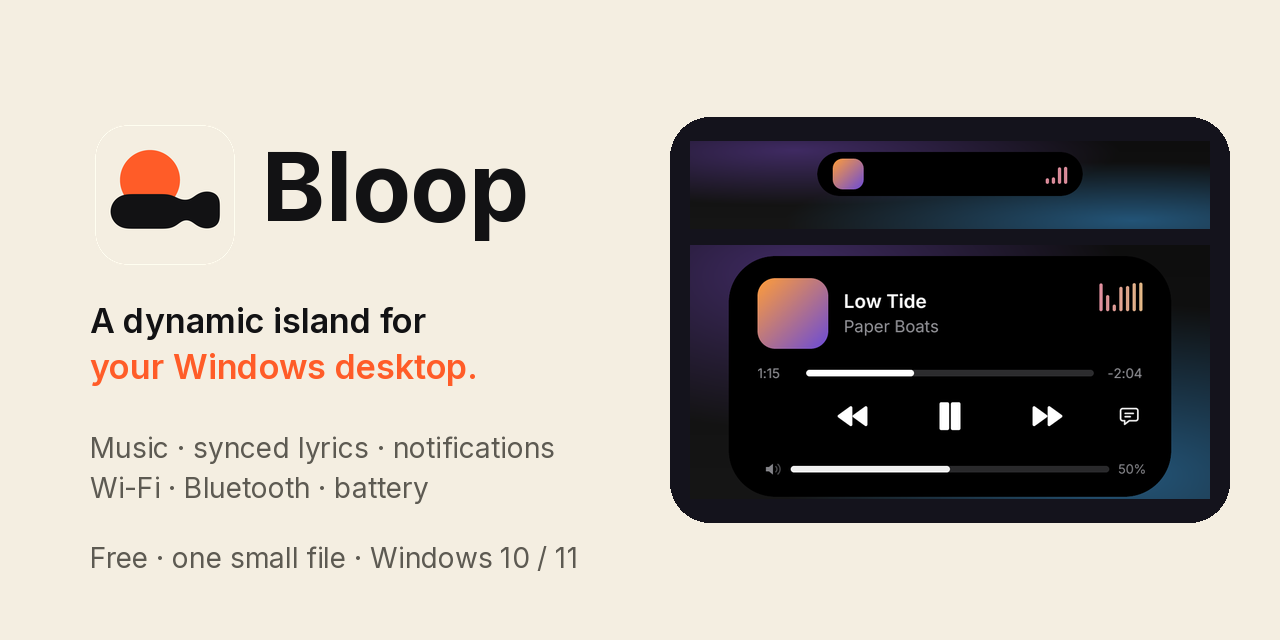 Bloop
A dynamic island for
your Windows desktop.
Music · synced lyrics · notifications
Wi-Fi · Bluetooth · battery
Free · one small file · Windows 10 / 11
Low Tide
Paper Boats
1:15
-2:04
50%